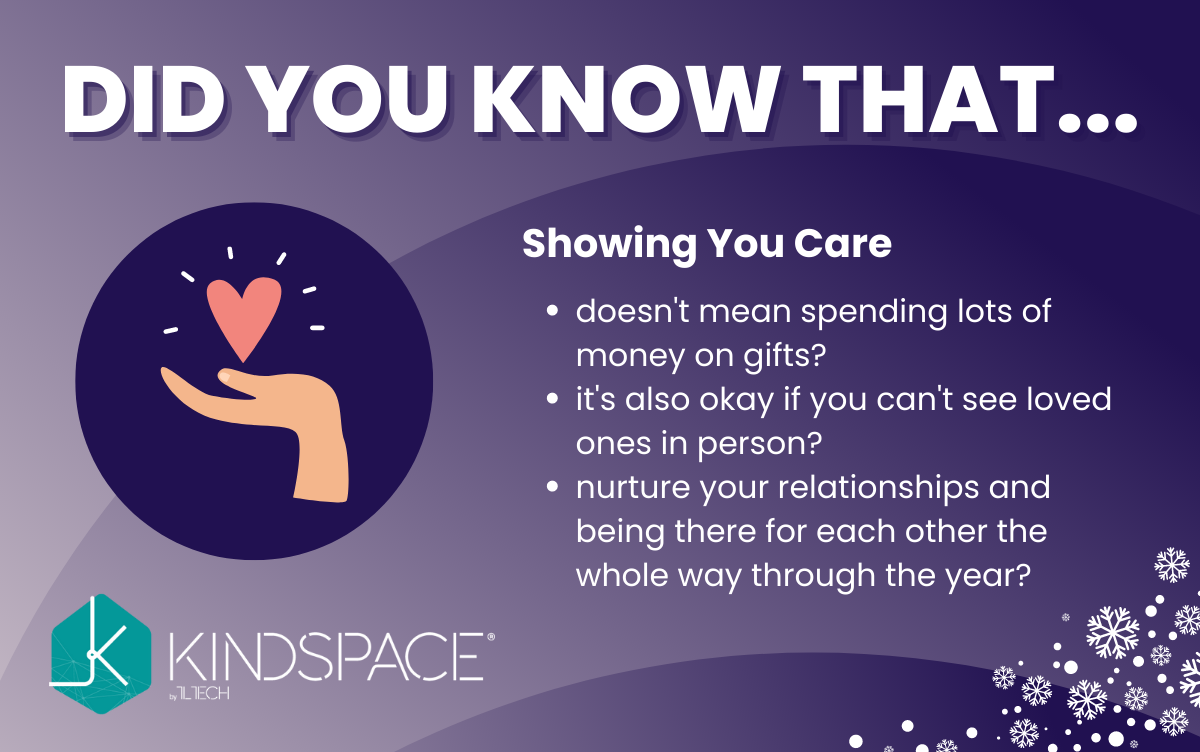 DID YOU KNOW THAT...
Showing You Care
• doesn't mean spending lots of
money on gifts?
• it's also okay if you can't see loved
ones in person?
• nurture your relationships and
being there for each other the
whole way through the year?
KINDSPACE®
by 1LTECH